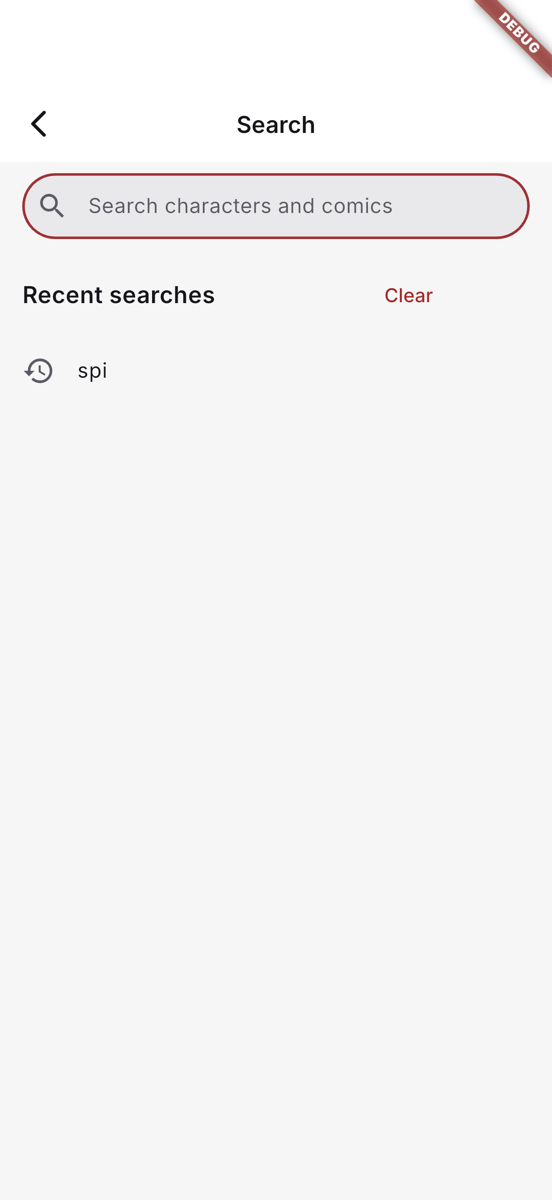 DEBUG
Search
Search characters and comics
Recent searches
Clear
spi